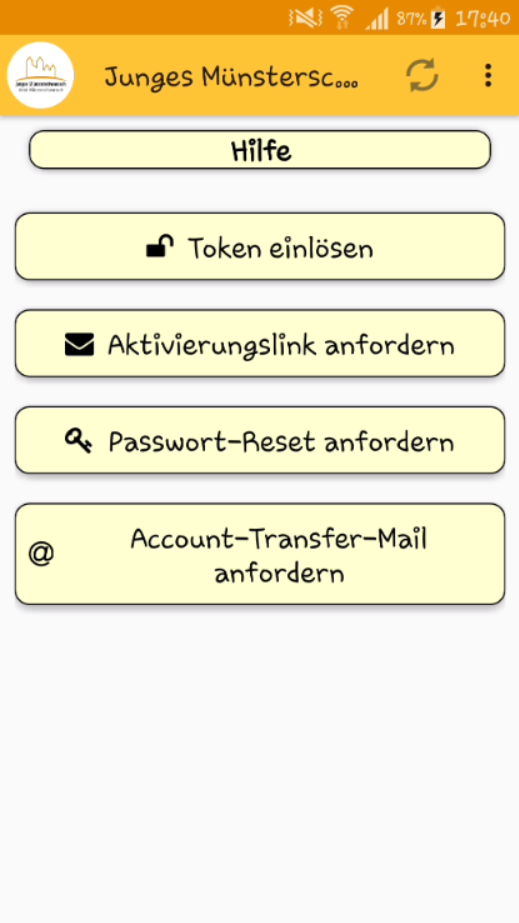 87% 17:40
Junges Münstersc...
Hilfe
Token einlösen
Aktivierungslink anfordern
Passwort-Reset anfordern
@ Account-Transfer-Mail
anfordern